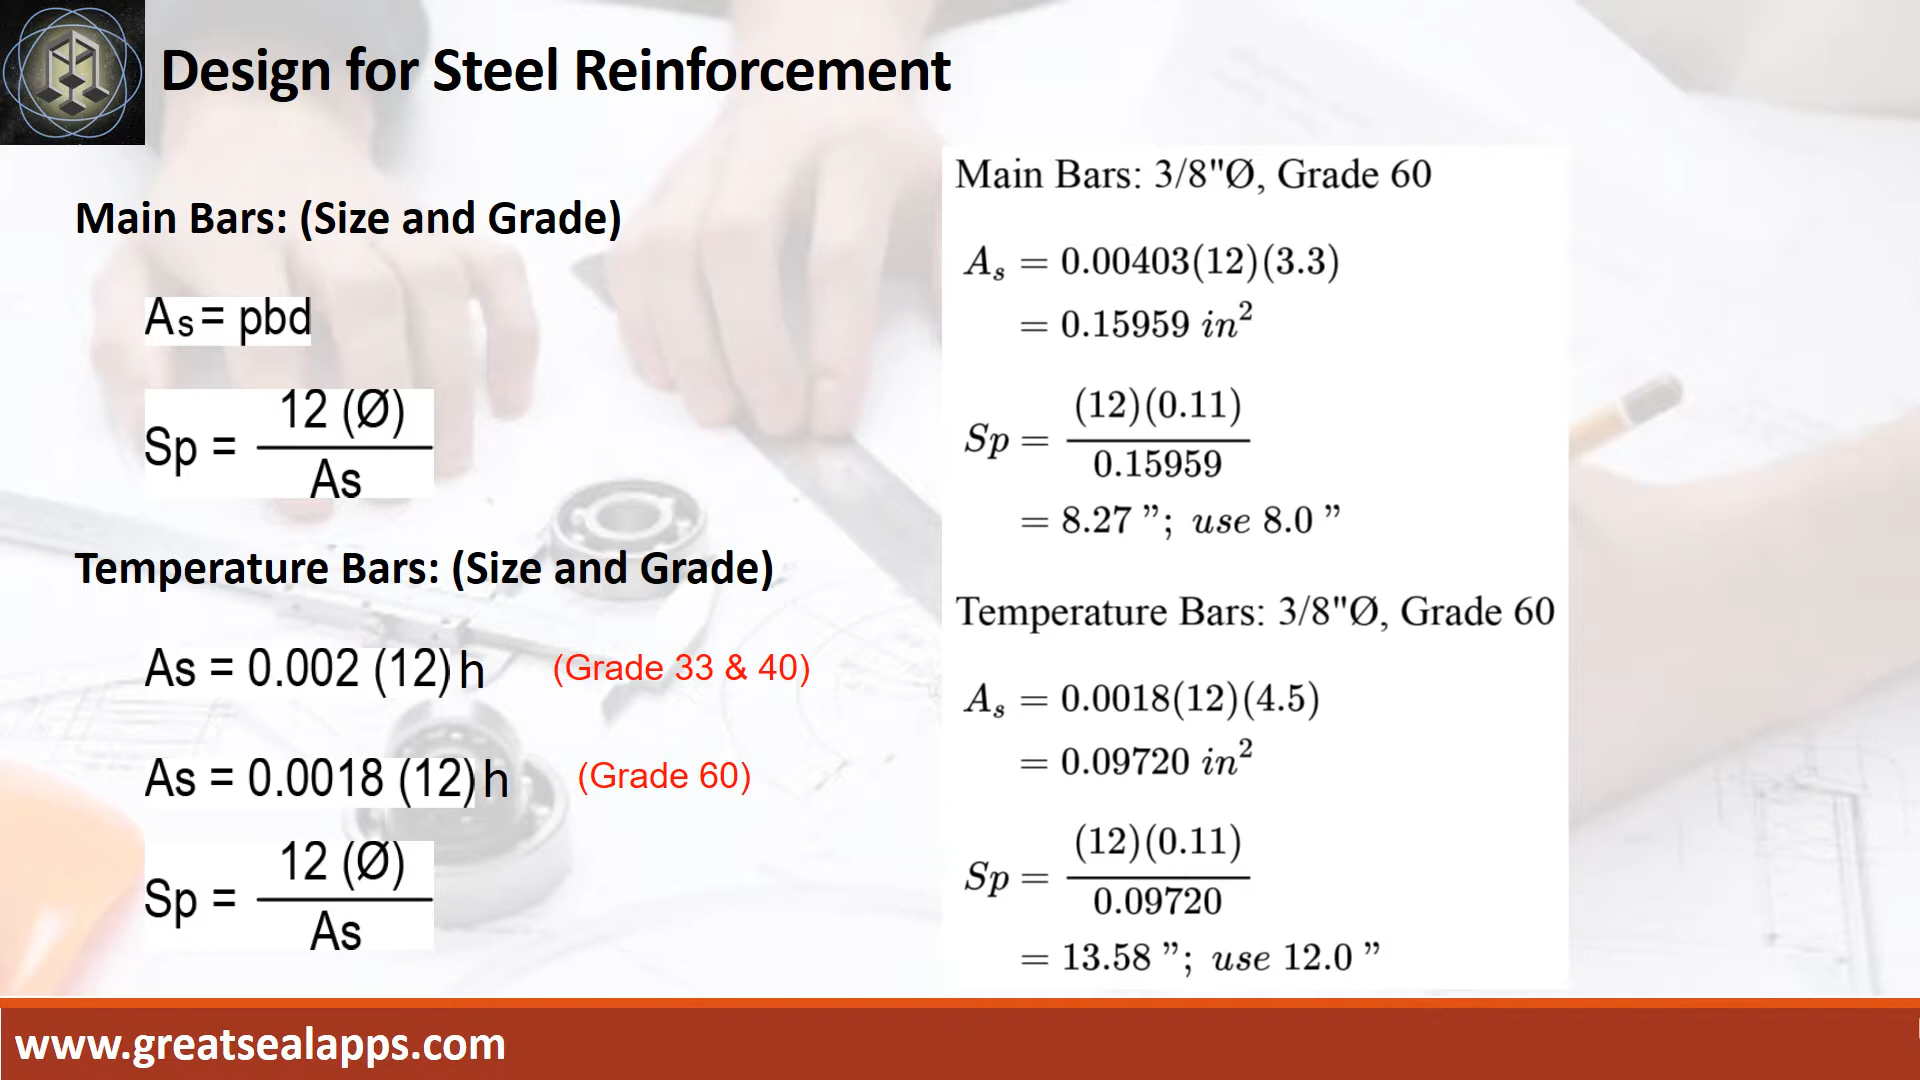 Design for Steel Reinforcement
Main Bars: (Size and Grade)
As = pbd
Sp = 12 (Ø) / As
Temperature Bars: (Size and Grade)
As = 0.002 (12) h (Grade 33 & 40)
As = 0.0018 (12) h (Grade 60)
Sp = 12 (Ø) / As
Main Bars: 3/8"Ø, Grade 60
As = 0.00403(12)(3.3)
= 0.15959 in²
Sp = (12)(0.11) / 0.15959
= 8.27 ”; use 8.0 ”
Temperature Bars: 3/8"Ø, Grade 60
As = 0.0018(12)(4.5)
= 0.09720 in²
Sp = (12)(0.11) / 0.09720
= 13.58 ”; use 12.0 ”
www.greatsealapps.com